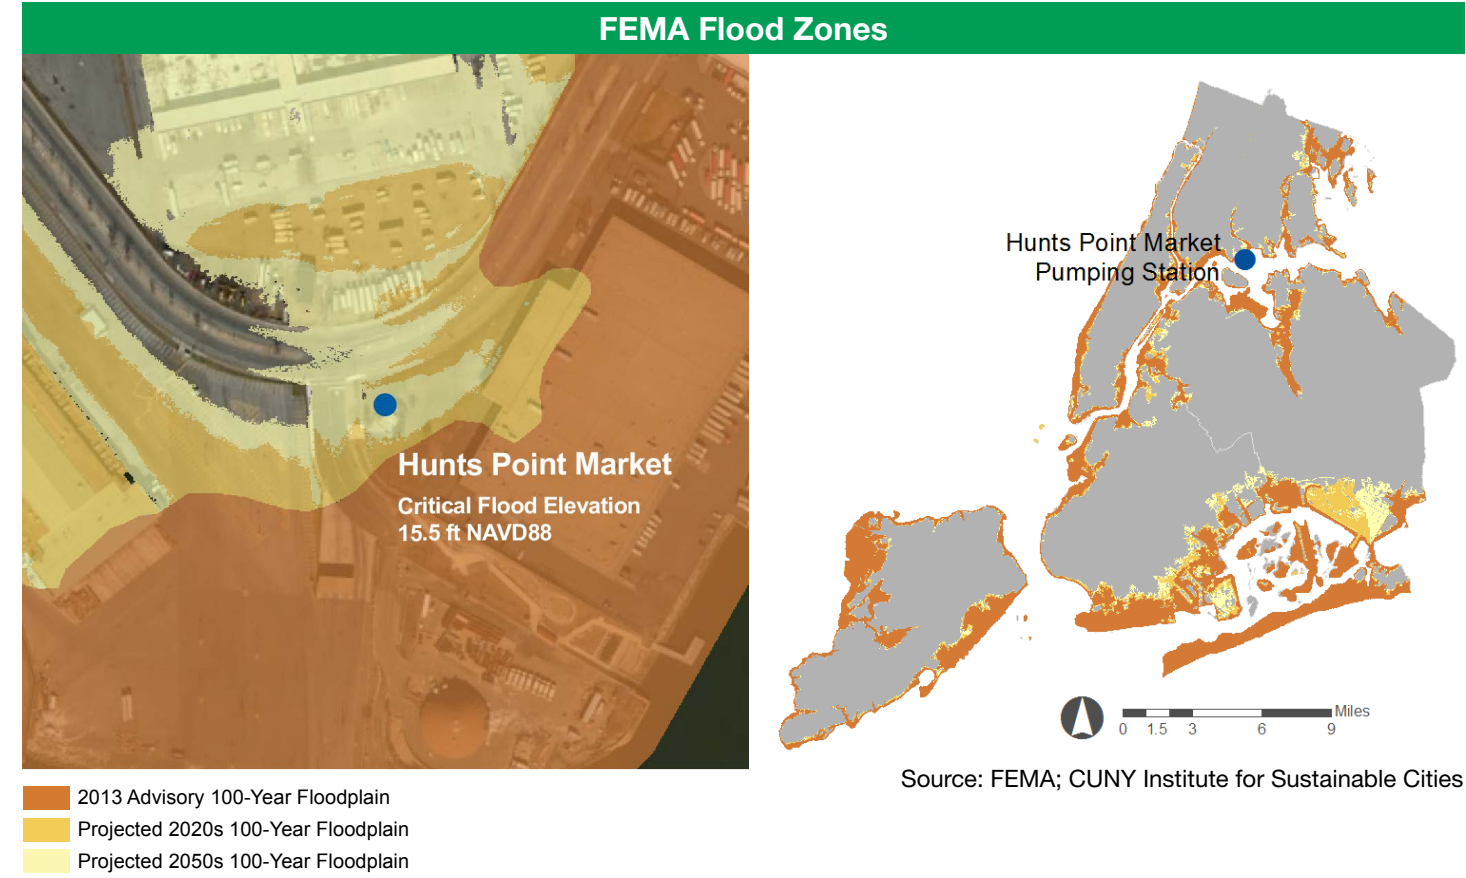 FEMA Flood Zones
Hunts Point Market
Critical Flood Elevation
15.5 ft NAVD88
Hunts Point Market
Pumping Station
Miles
0 1.5 3 6 9
Source: FEMA; CUNY Institute for Sustainable Cities
2013 Advisory 100-Year Floodplain
Projected 2020s 100-Year Floodplain
Projected 2050s 100-Year Floodplain